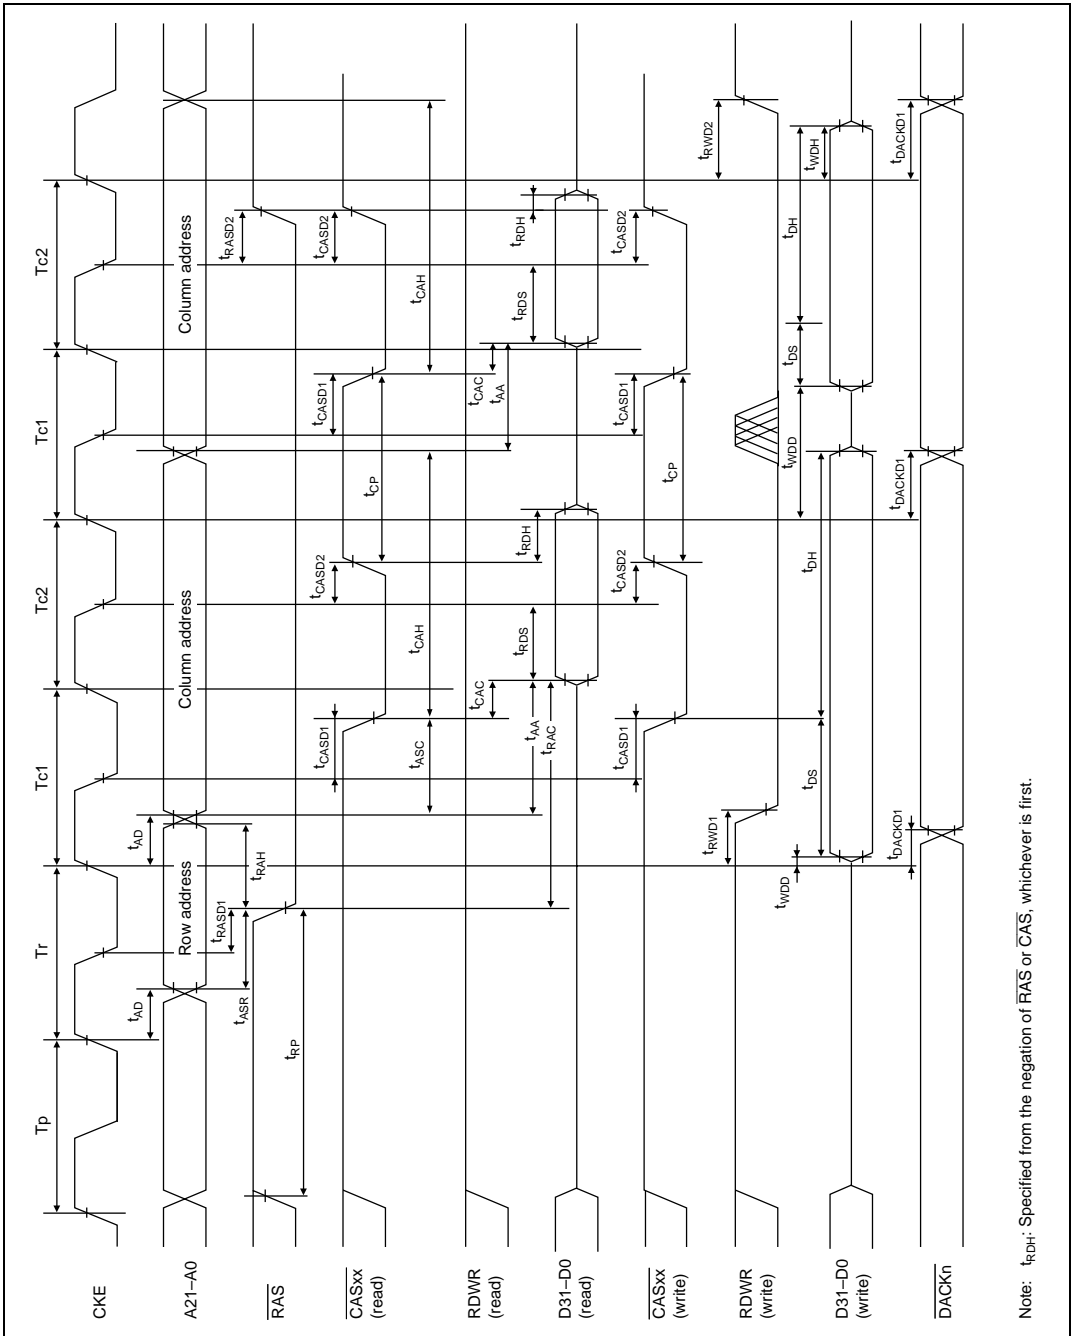 Tp
Tr
Tc1
Tc2
Tc1
Tc2
CKE
tAD
tAD
A21–A0
Row address
Column address
Column address
tRASD1
tRASD2
tASR
tRAH
RAS
tRP
tCASD1
tCASD2
tCASD1
tCASD2
CASxx
(read)
tCP
tASC
tCAH
tCAH
RDWR
(read)
tCAC
tCAC
tAA
tAA
tRAC
tRDS
tRDH
tRDS
tRDH
D31–D0
(read)
tCASD1
tCASD2
tCASD1
tCASD2
CASxx
(write)
tCP
tRWD1
tRWD2
RDWR
(write)
tWDD
tDS
tDH
tWDD
tDS
tDH
tWDH
D31–D0
(write)
tDACKD1
tDACKD1
tDACKD1
DACKn
Note: tRDH: Specified from the negation of RAS or CAS, whichever is first.